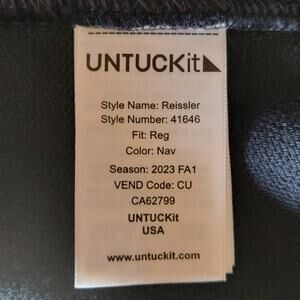 UNTUCKit
Style Name: Reissler
Style Number: 41646
Fit: Reg
Color: Nav
Season: 2023 FA1
VEND Code: CU
CA62799
UNTUCKit
USA
www.untuckit.com